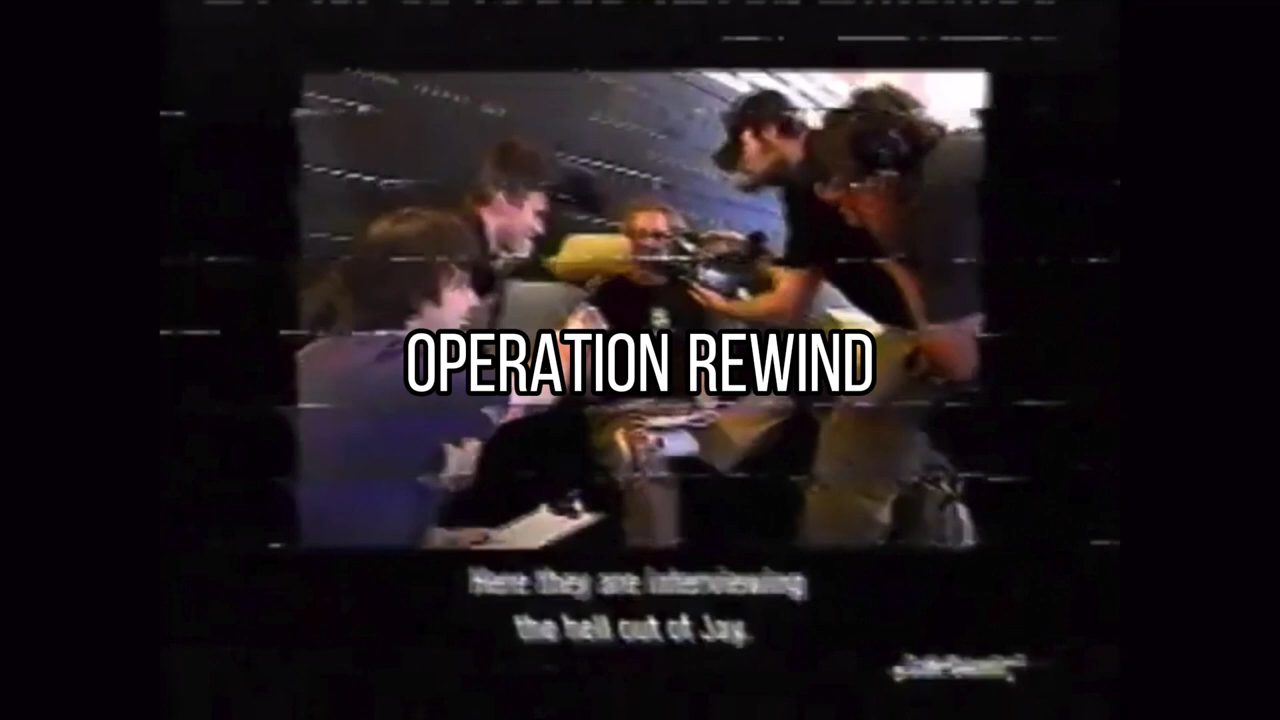 OPERATION REWIND
Here they are interviewing
the hell out of Jay.